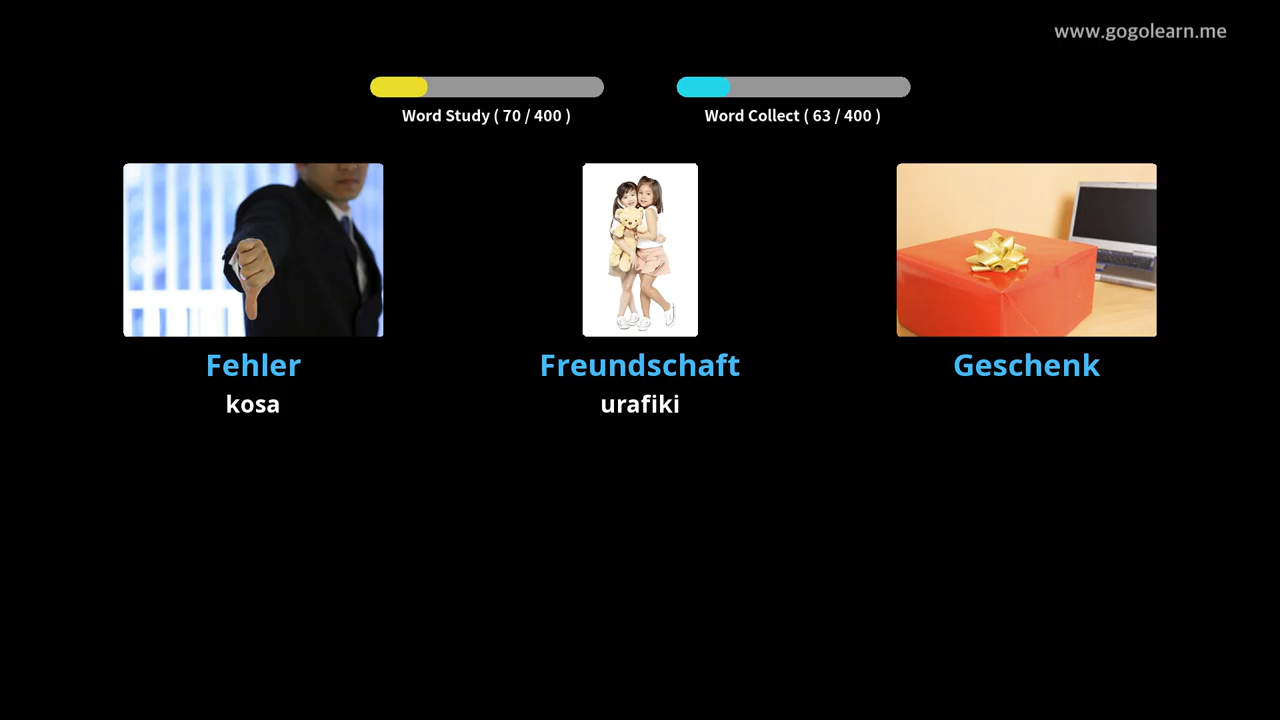 www.gogolearn.me
Word Study ( 70 / 400 )
Word Collect ( 63 / 400 )
Fehler
Freundschaft
Geschenk
kosa
urafiki